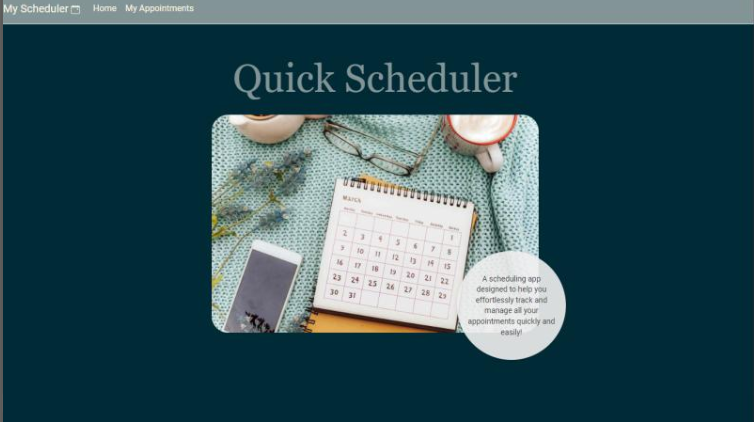 My Scheduler
Home
My Appointments
Quick Scheduler
March
1
2 3 4 5 6 7 8
9 10 11 12 13 14 15
16 17 18 19 20 21 22
23 24 25 26 27 28 29
30 31
A scheduling app
designed to help you
effortlessly track and
manage all your
appointments quickly and
easily!